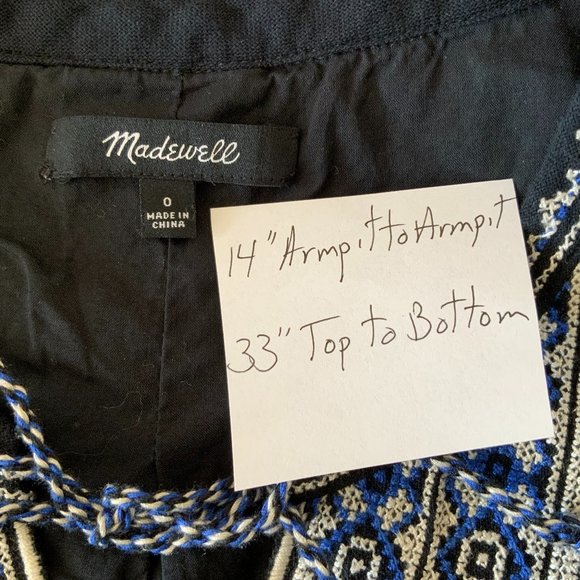 Madewell
0
MADE IN
CHINA
14" Armpit to Armpit
33" Top to Bottom